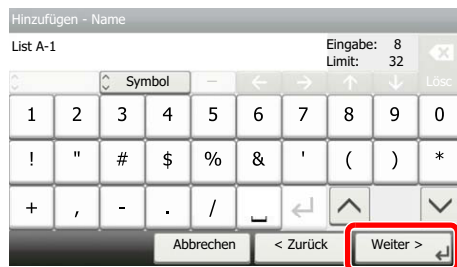 Hinzufügen - Name
List A-1
Eingabe: 8
Limit: 32
Symbol
Lösc
1 2 3 4 5 6 7 8 9 0
! " # $ % & ' ( ) *
+ , - . /
Abbrechen < Zurück Weiter >